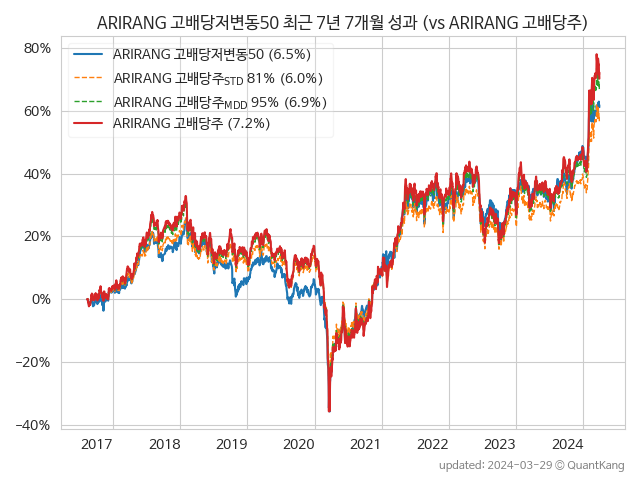 ARIRANG 고배당저변동50 최근 7년 7개월 성과 (vs ARIRANG 고배당주)
80%
60%
40%
20%
0%
−20%
−40%
ARIRANG 고배당저변동50 (6.5%)
ARIRANG 고배당주STD 81% (6.0%)
ARIRANG 고배당주MDD 95% (6.9%)
ARIRANG 고배당주 (7.2%)
2017 2018 2019 2020 2021 2022 2023 2024
updated: 2024-03-29 © QuantKang